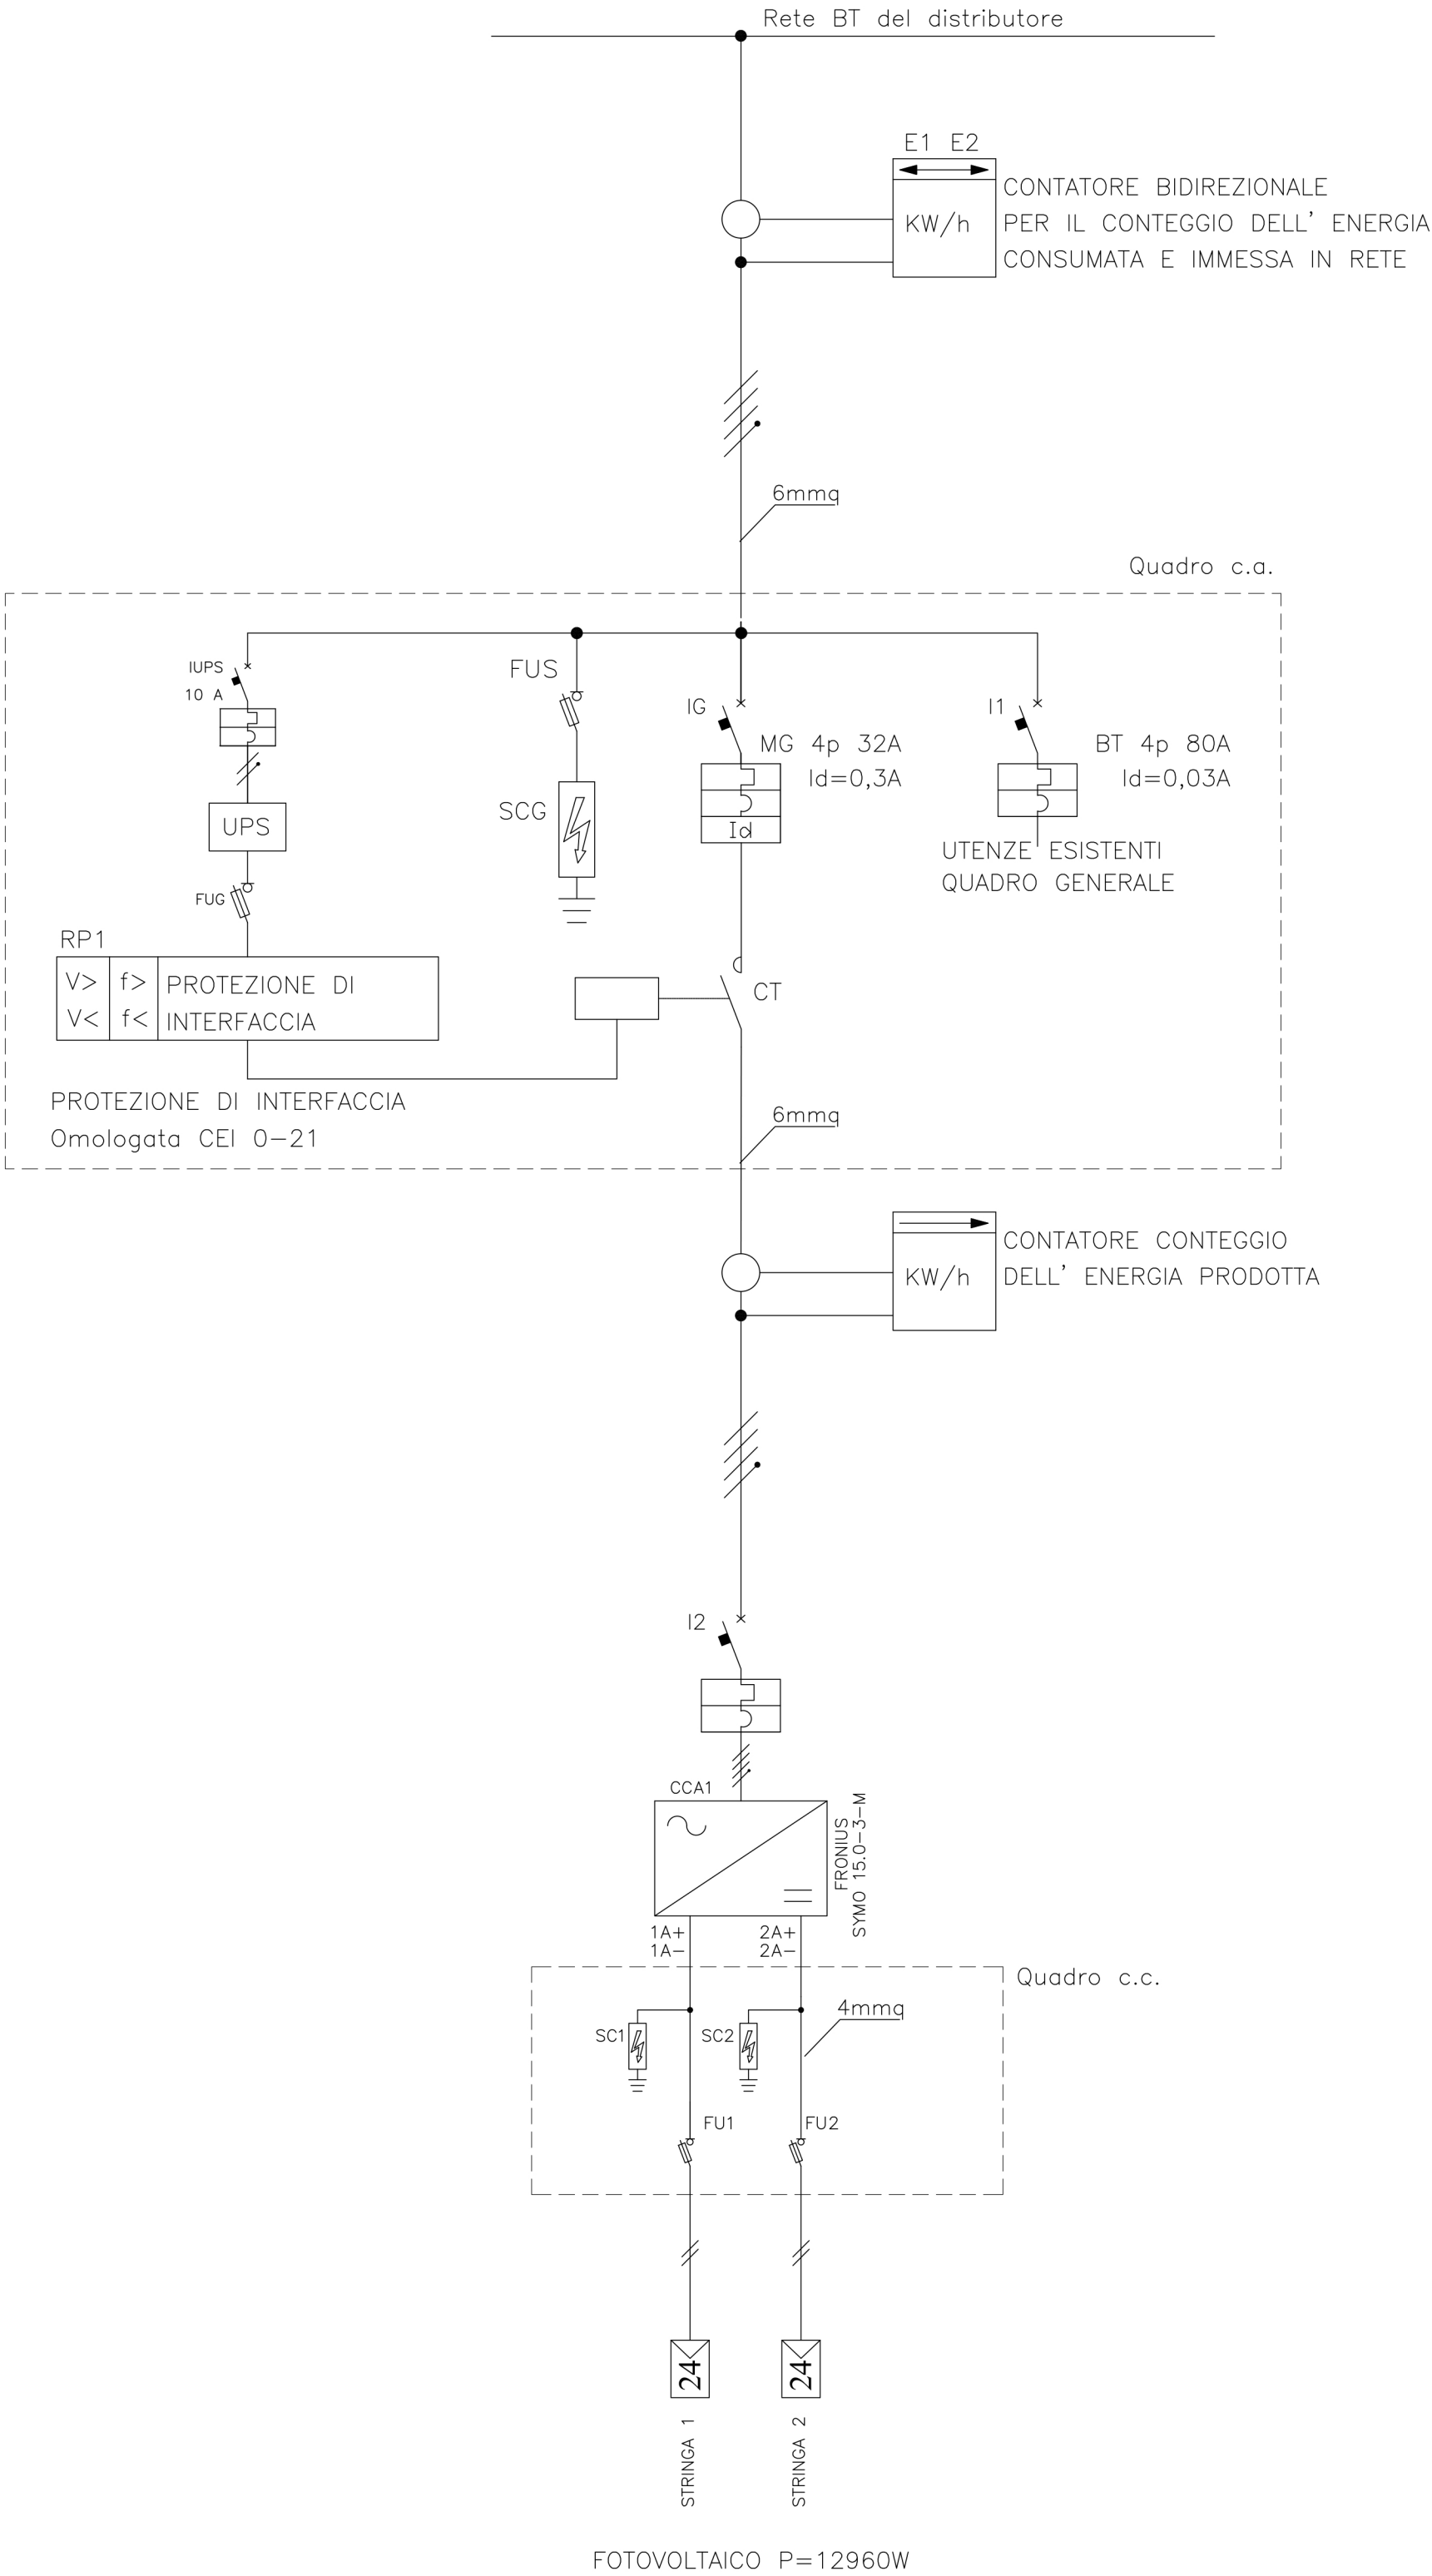 Rete BT del distributore
E1 E2
KW/h
CONTATORE BIDIREZIONALE
PER IL CONTEGGIO DELL' ENERGIA
CONSUMATA E IMMESSA IN RETE
6mmq
Quadro c.a.
IUPS
10 A
UPS
FUG
RP1
V> f> PROTEZIONE DI
V< f< INTERFACCIA
PROTEZIONE DI INTERFACCIA
Omologata CEI 0-21
FUS
SCG
IG
MG 4p 32A
Id=0,3A
Id
I1
BT 4p 80A
Id=0,03A
UTENZE ESISTENTI
QUADRO GENERALE
CT
6mmq
KW/h
CONTATORE CONTEGGIO
DELL' ENERGIA PRODOTTA
I2
CCA1
FRONIUS
SYMO 15.0-3-M
1A+
1A-
2A+
2A-
Quadro c.c.
SC1
SC2
4mmq
FU1
FU2
24
24
STRINGA 1
STRINGA 2
FOTOVOLTAICO P=12960W